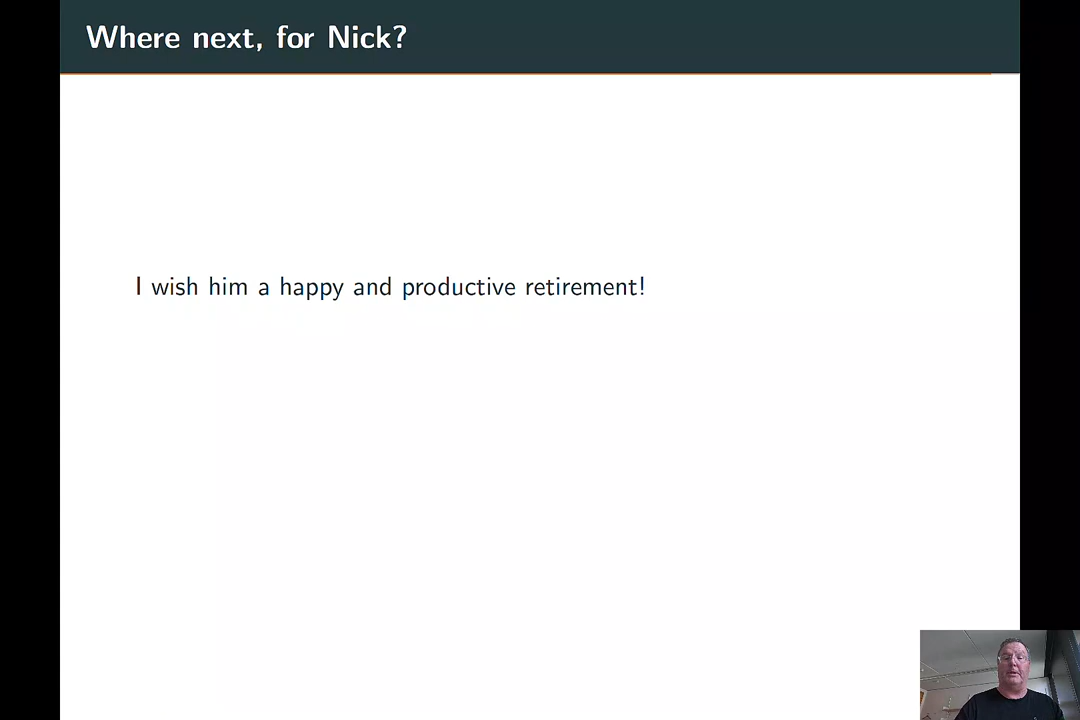 Where next, for Nick?
I wish him a happy and productive retirement!